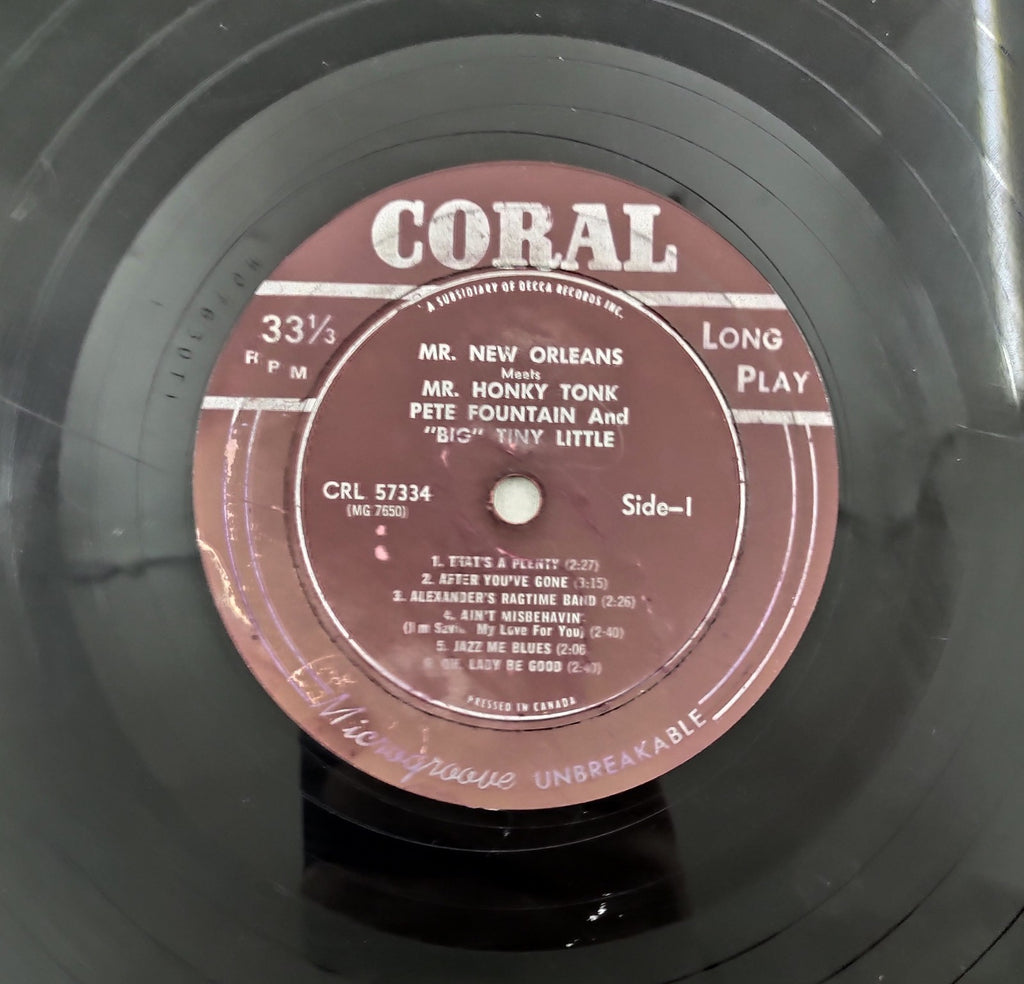 CORAL
A SUBSIDIARY OF DECCA RECORDS INC.
33⅓
RPM
LONG
PLAY
MR. NEW ORLEANS
Meets
MR. HONKY TONK
PETE FOUNTAIN And
"BIG" TINY LITTLE
CRL 57334
(MG 7650)
Side-1
1. THAT'S A PLENTY (2:27)
2. AFTER YOU'VE GONE (3:15)
3. ALEXANDER'S RAGTIME BAND (2:26)
4. AIN'T MISBEHAVIN'
My Love For You) (2:40)
5. JAZZ ME BLUES (2:06
OH, LADY BE GOOD
PRESSED IN CANADA
Microgroove UNBREAKABLE